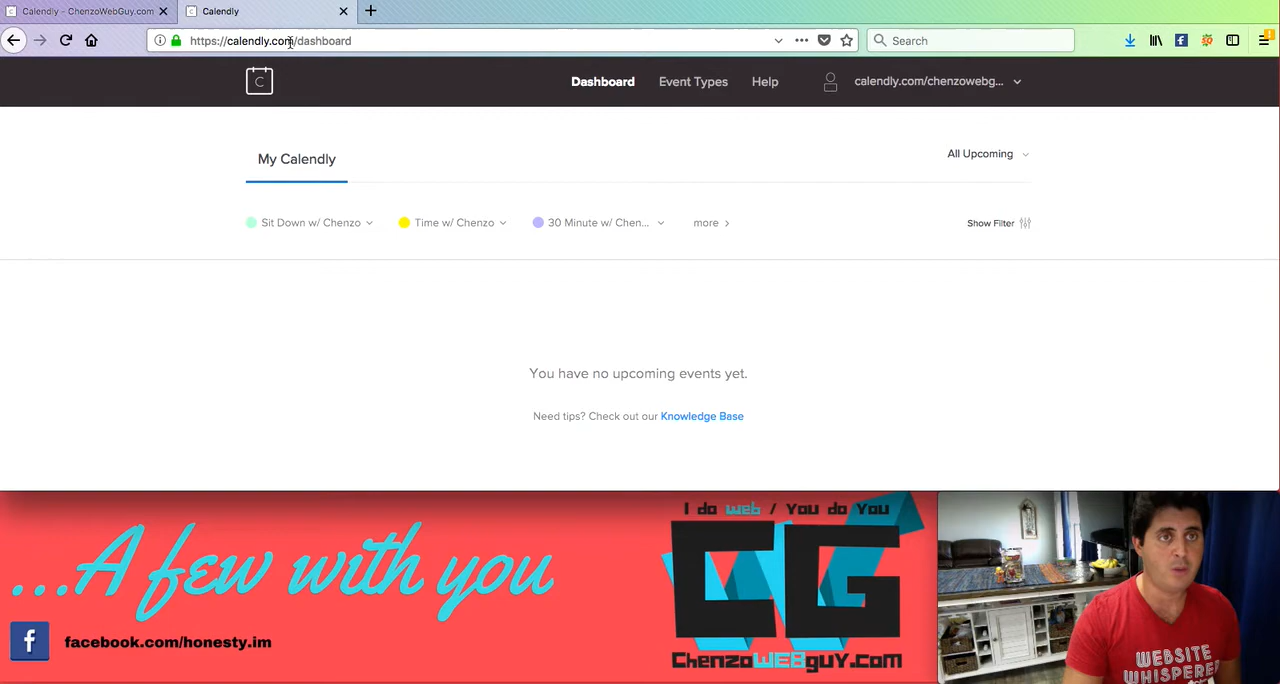 Calendly - ChenzoWebGuy.com
Calendly
https://calendly.com/dashboard
Search
C
Dashboard
Event Types
Help
calendly.com/chenzowebg...
My Calendly
All Upcoming
Sit Down w/ Chenzo
Time w/ Chenzo
30 Minute w/ Chen...
more
Show Filter
You have no upcoming events yet.
Need tips? Check out our Knowledge Base
...A few with you
f facebook.com/honesty.im
I do web / You do You
CG
ChenzoWEBguY.com
WEBSITE
WHISPERER